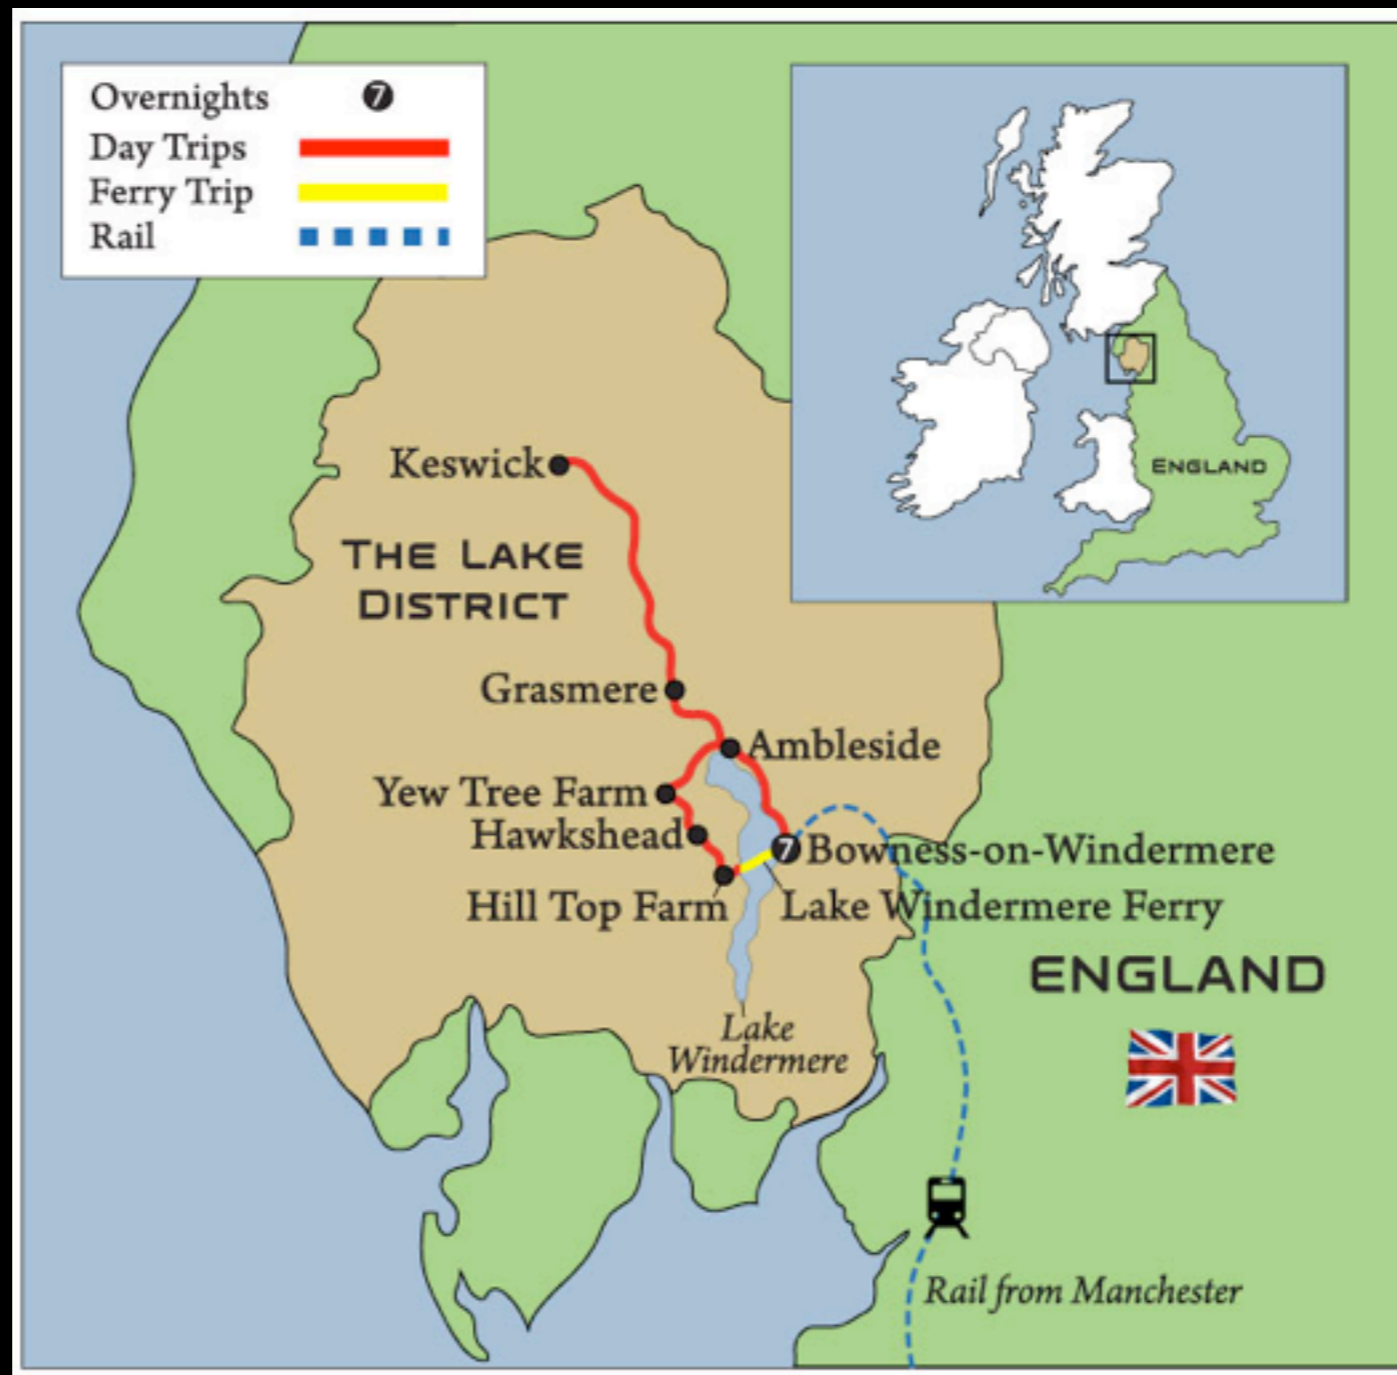 Overnights 7
Day Trips
Ferry Trip
Rail
ENGLAND
Keswick
THE LAKE
DISTRICT
Grasmere
Ambleside
Yew Tree Farm
Hawkshead
7 Bowness-on-Windermere
Hill Top Farm
Lake Windermere Ferry
ENGLAND
Lake
Windermere
Rail from Manchester